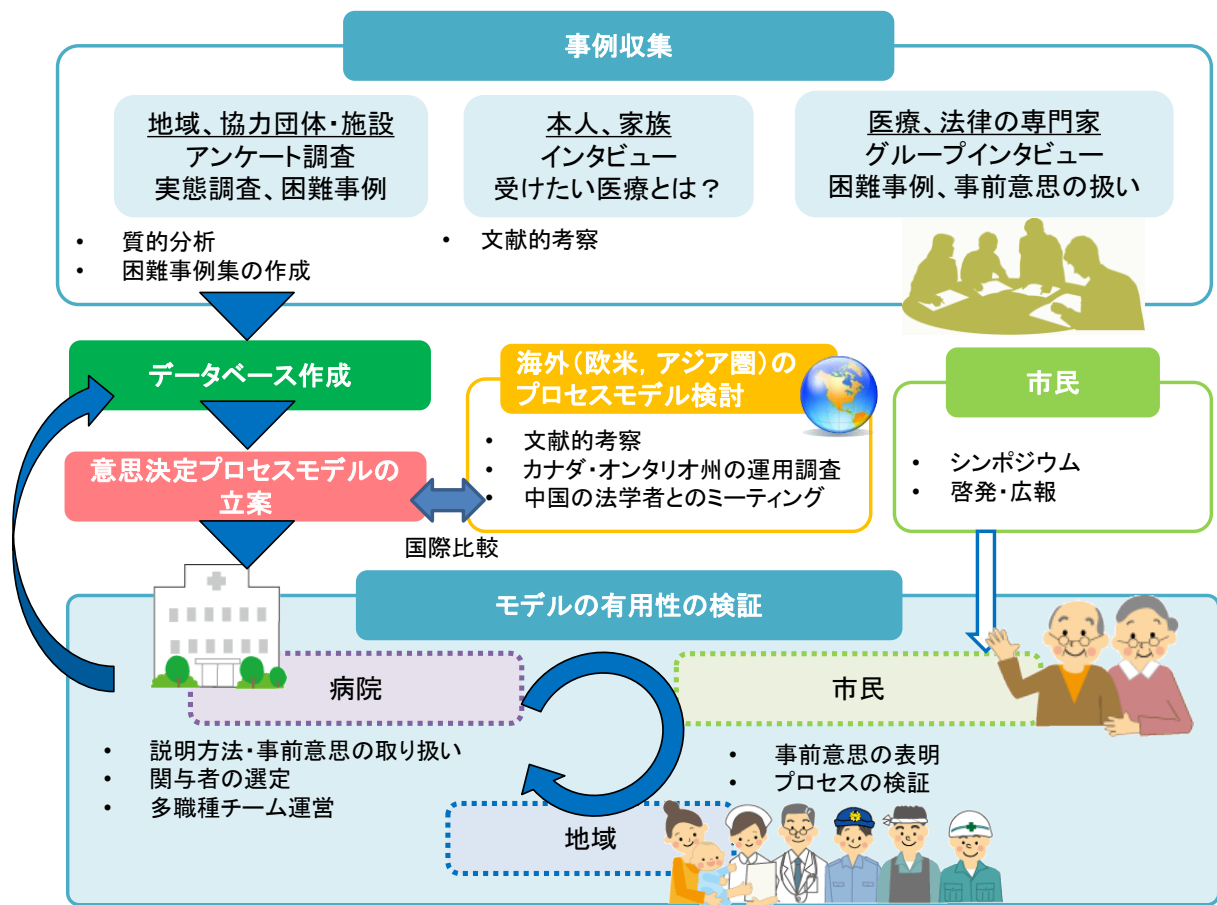 事例収集
地域、協力団体・施設
アンケート調査
実態調査、困難事例
本人、家族
インタビュー
受けたい医療とは？
医療、法律の専門家
グループインタビュー
困難事例、事前意思の扱い
• 質的分析
• 困難事例集の作成
• 文献的考察
データベース作成
意思決定プロセスモデルの
立案
国際比較
海外（欧米，アジア圏）の
プロセスモデル検討
• 文献的考察
• カナダ・オンタリオ州の運用調査
• 中国の法学者とのミーティング
市民
• シンポジウム
• 啓発・広報
モデルの有用性の検証
病院
• 説明方法・事前意思の取り扱い
• 関与者の選定
• 多職種チーム運営
市民
• 事前意思の表明
• プロセスの検証
地域